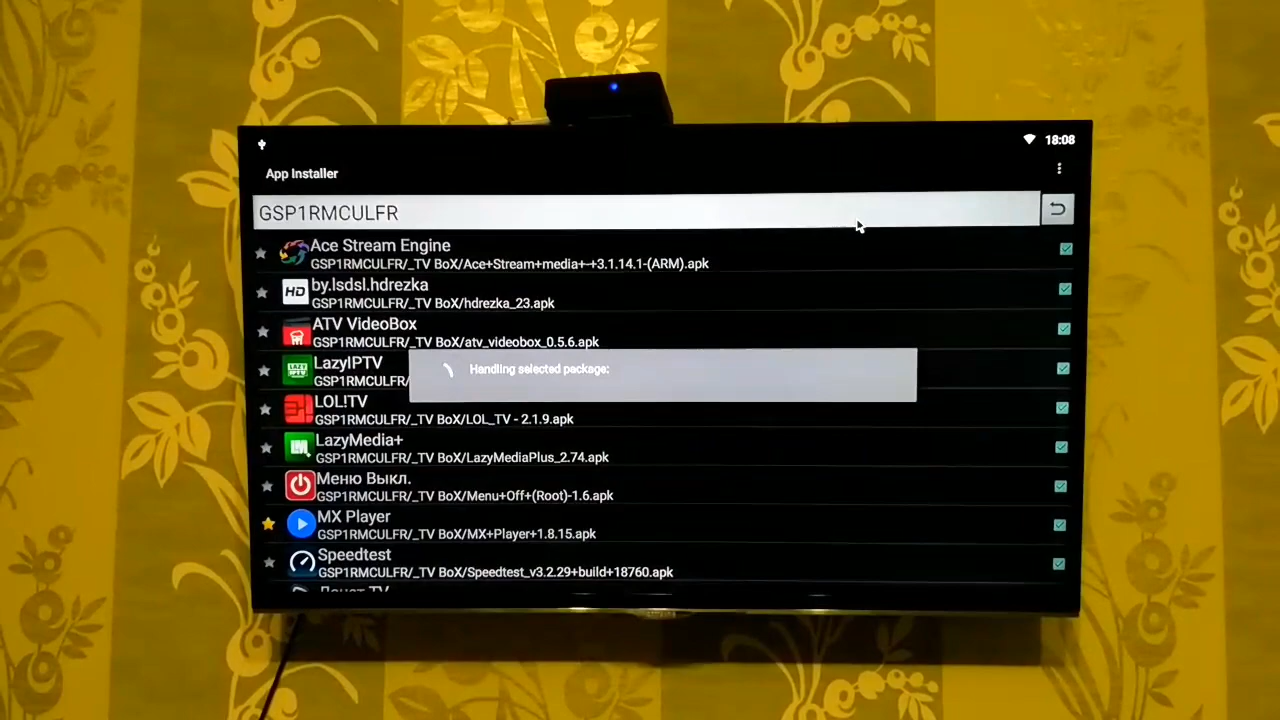 18:08
App Installer
GSP1RMCULFR
Ace Stream Engine
GSP1RMCULFR/_TV BoX/Ace+Stream+media+-+3.1.14.1-(ARM).apk
HD by.lsdsl.hdrezka
GSP1RMCULFR/_TV BoX/hdrezka_23.apk
ATV VideoBox
GSP1RMCULFR/_TV BoX/atv_videobox_0.5.6.apk
LazyIPTV
GSP1RMCULFR/
Handling selected package:
LOL!TV
GSP1RMCULFR/_TV BoX/LOL_TV - 2.1.9.apk
LazyMedia+
GSP1RMCULFR/_TV BoX/LazyMediaPlus_2.74.apk
Меню Выкл.
GSP1RMCULFR/_TV BoX/Menu+Off+(Root)-1.6.apk
MX Player
GSP1RMCULFR/_TV BoX/MX+Player+1.8.15.apk
Speedtest
GSP1RMCULFR/_TV BoX/Speedtest_v3.2.29+build+18760.apk